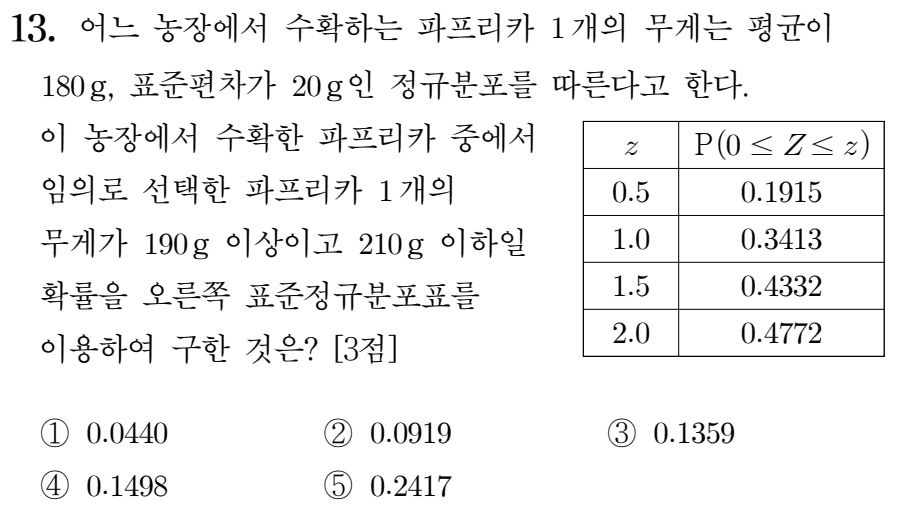 13. 어느 농장에서 수확하는 파프리카 1개의 무게는 평균이
180g, 표준편차가 20g인 정규분포를 따른다고 한다.
이 농장에서 수확한 파프리카 중에서
임의로 선택한 파프리카 1개의
무게가 190g 이상이고 210g 이하일
확률을 오른쪽 표준정규분포표를
이용하여 구한 것은? [3점]
z P(0 ≤ Z ≤ z)
0.5 0.1915
1.0 0.3413
1.5 0.4332
2.0 0.4772
① 0.0440 ② 0.0919 ③ 0.1359
④ 0.1498 ⑤ 0.2417